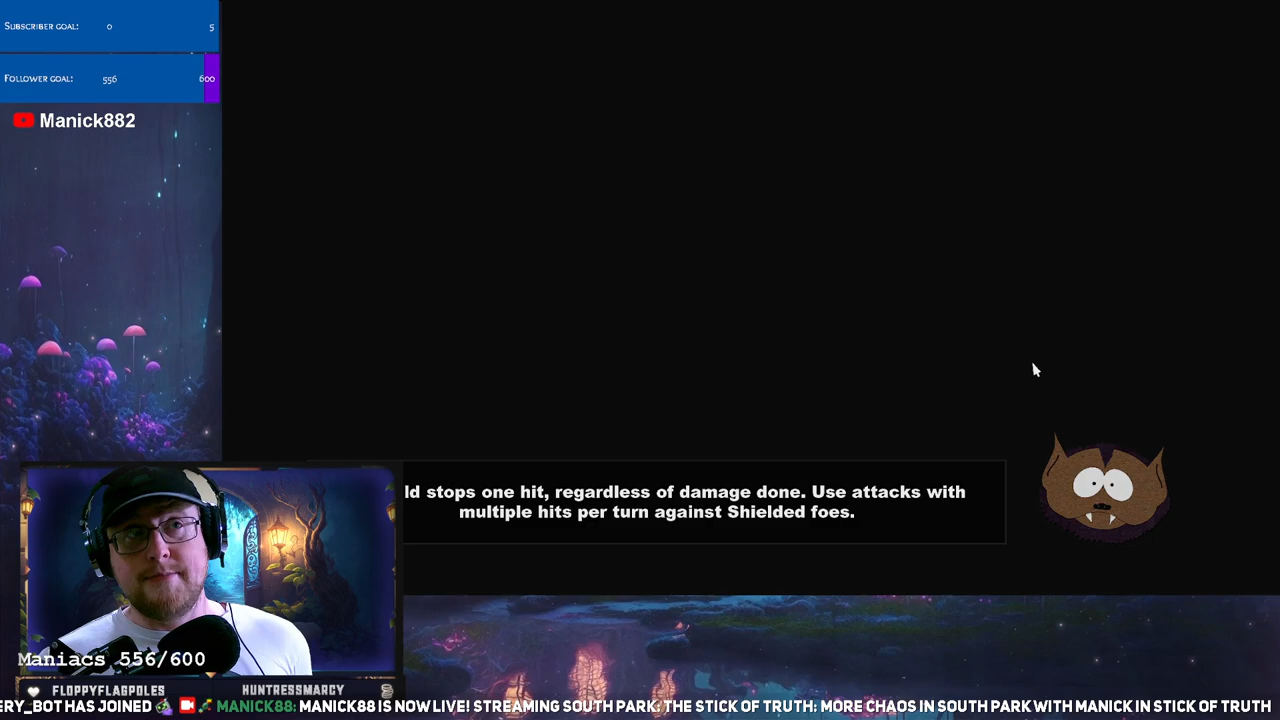 SUBSCRIBER GOAL: 0 5
FOLLOWER GOAL: 556 600
Manick882
ld stops one hit, regardless of damage done. Use attacks with
multiple hits per turn against Shielded foes.
Maniacs 556/600
FLOPPYFLAGPOLES HUNTRESSMARCY
ERY_BOT HAS JOINED MANICK88: MANICK88 IS NOW LIVE! STREAMING SOUTH PARK: THE STICK OF TRUTH: MORE CHAOS IN SOUTH PARK WITH MANICK IN STICK OF TRUTH